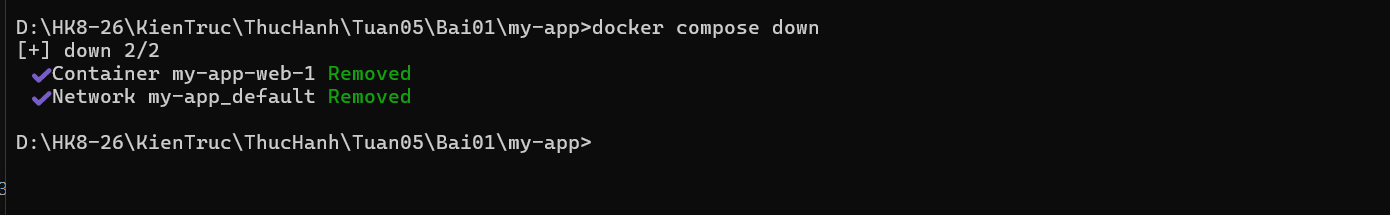 D:\HK8-26\KienTruc\ThucHanh\Tuan05\Bai01\my-app>docker compose down
[+] down 2/2
✔Container my-app-web-1 Removed
✔Network my-app_default Removed
D:\HK8-26\KienTruc\ThucHanh\Tuan05\Bai01\my-app>
3